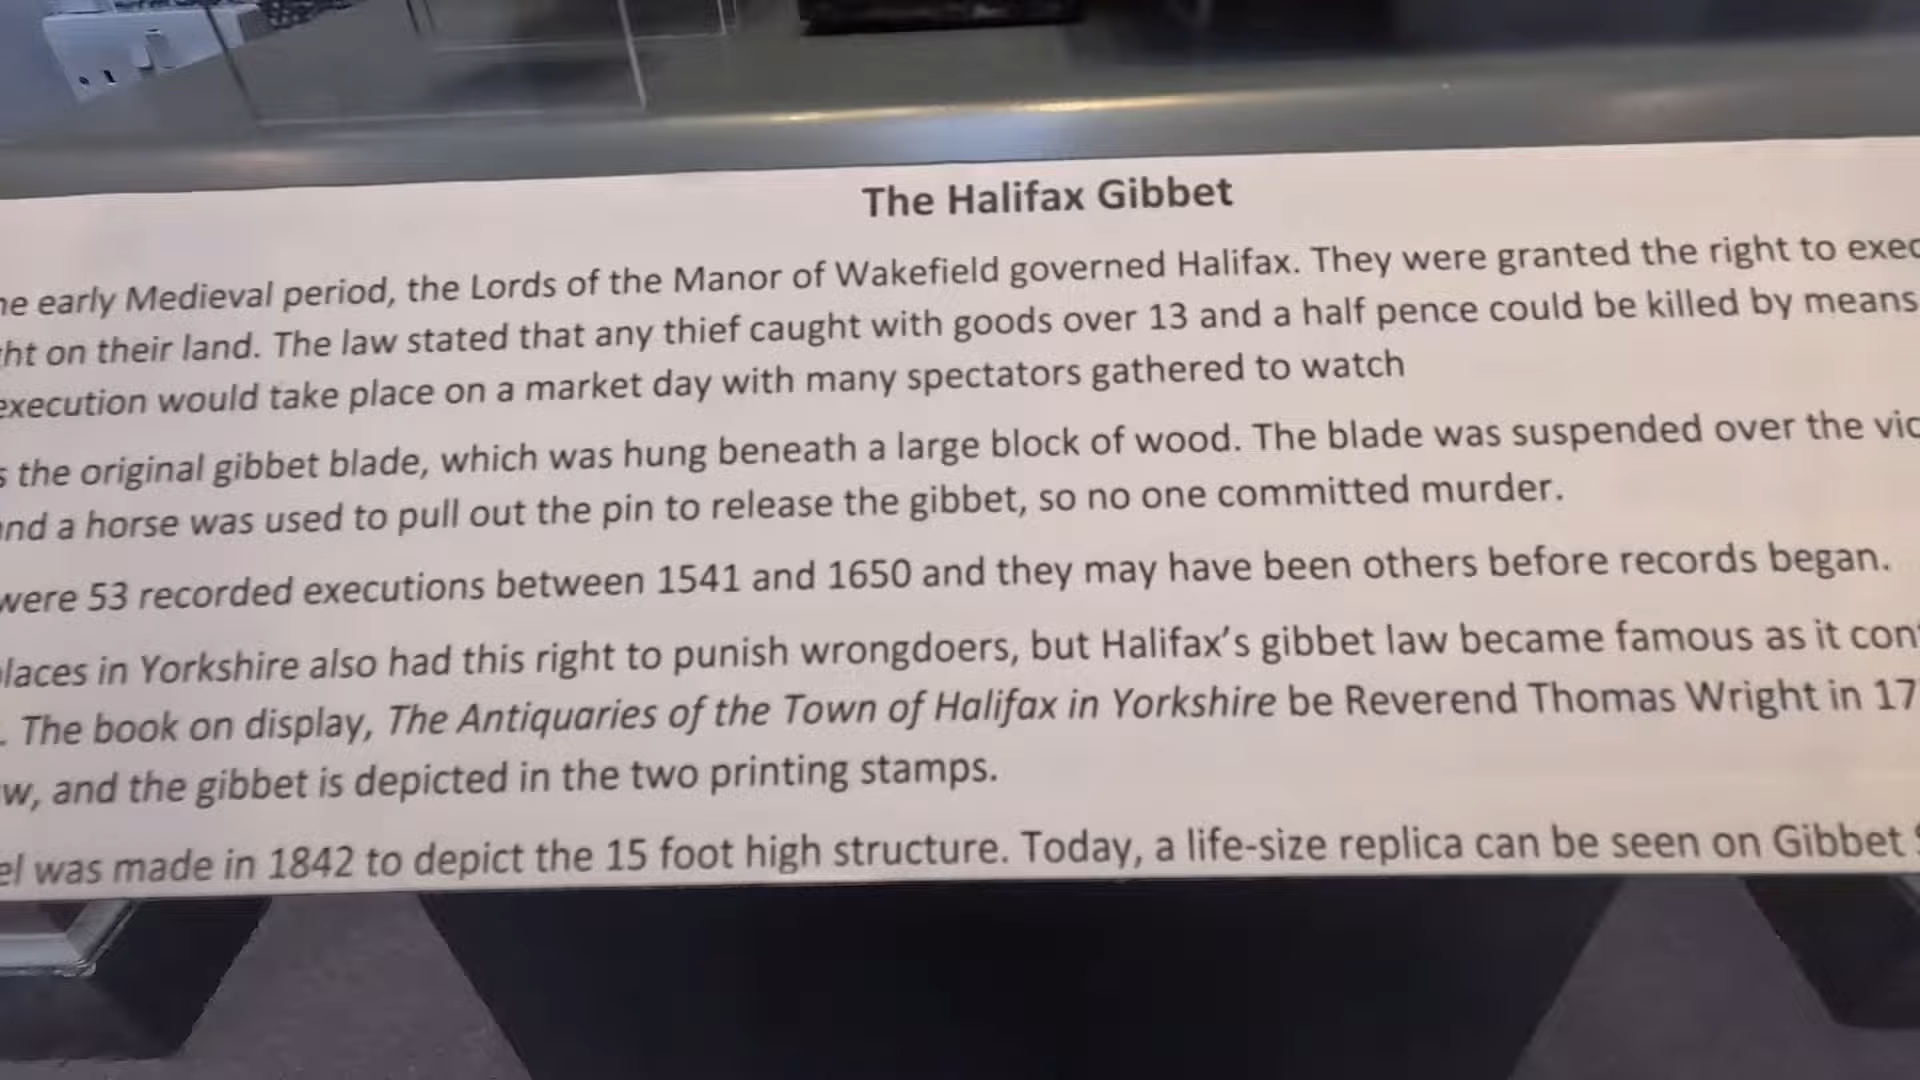 The Halifax Gibbet
early Medieval period, the Lords of the Manor of Wakefield governed Halifax. They were granted the right to
on their land. The law stated that any thief caught with goods over 13 and a half pence could be killed by means
execution would take place on a market day with many spectators gathered to watch
the original gibbet blade, which was hung beneath a large block of wood. The blade was suspended over the
and a horse was used to pull out the pin to release the gibbet, so no one committed murder.
were 53 recorded executions between 1541 and 1650 and they may have been others before records began.
places in Yorkshire also had this right to punish wrongdoers, but Halifax's gibbet law became famous as it
. The book on display, The Antiquaries of the Town of Halifax in Yorkshire be Reverend Thomas Wright in 17
w, and the gibbet is depicted in the two printing stamps.
el was made in 1842 to depict the 15 foot high structure. Today, a life-size replica can be seen on Gibbet